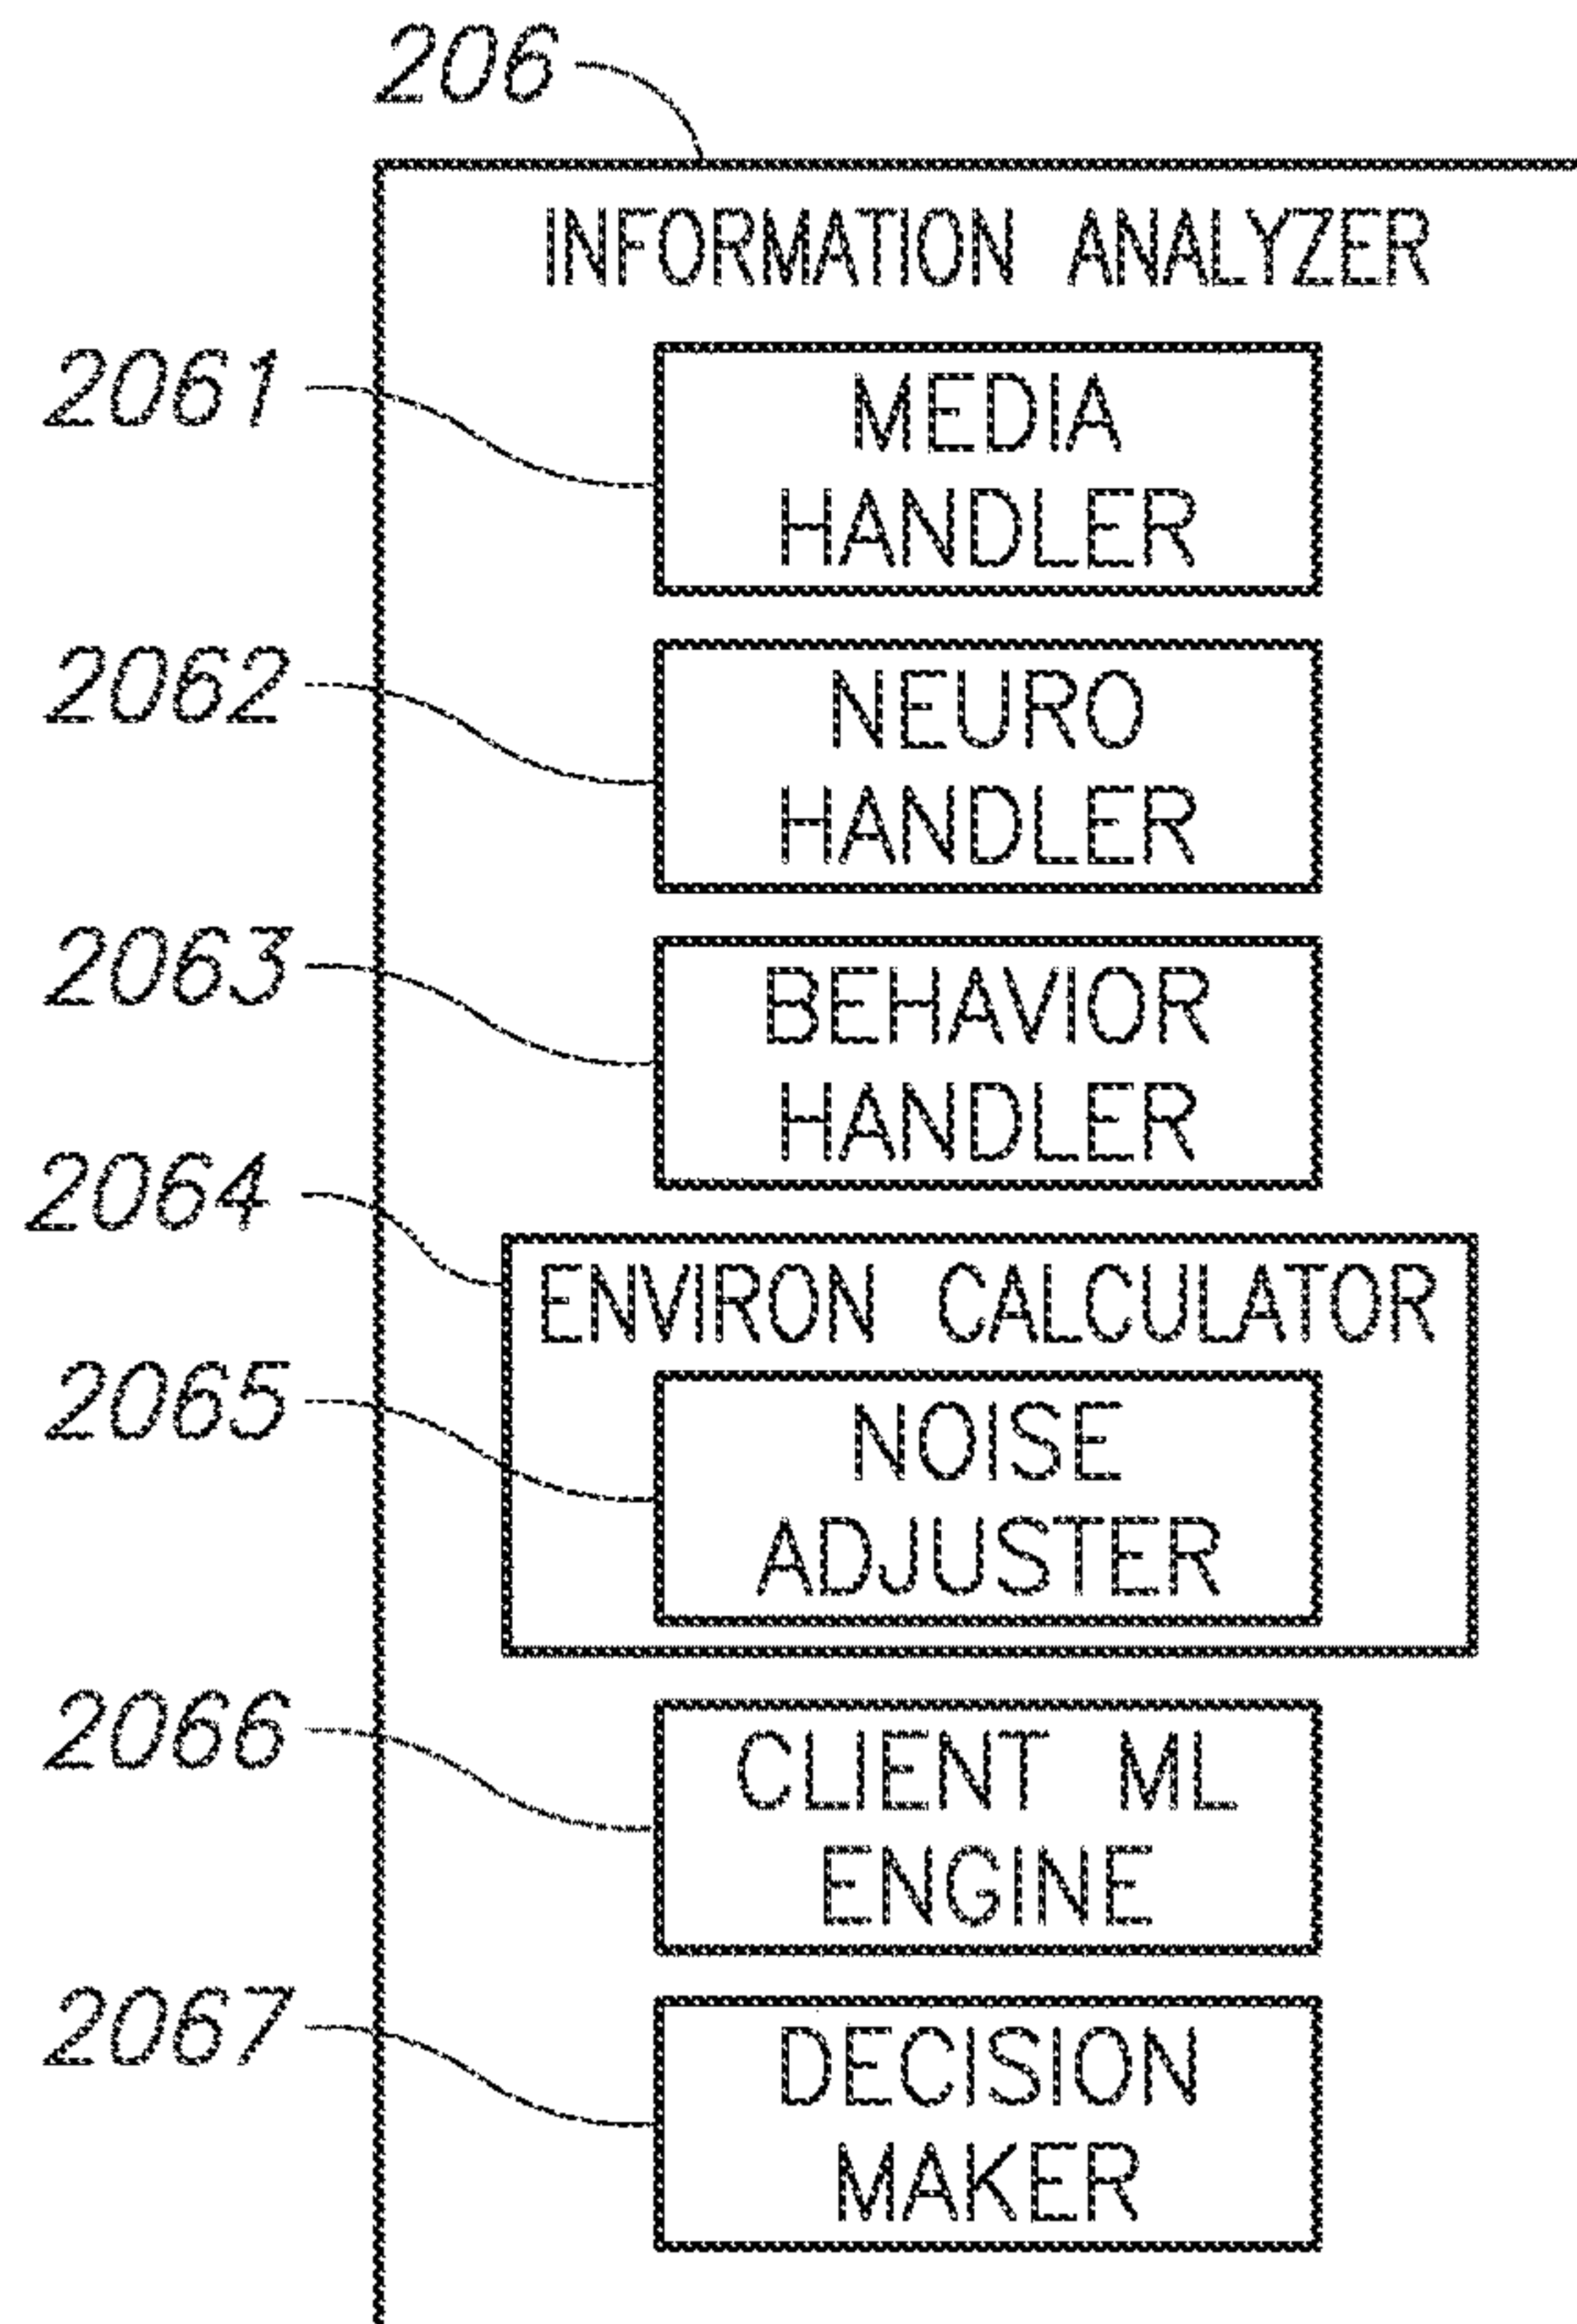 206
INFORMATION ANALYZER
2061
MEDIA
HANDLER
2062
NEURO
HANDLER
2063
BEHAVIOR
HANDLER
2064
ENVIRON CALCULATOR
2065
NOISE
ADJUSTER
2066
CLIENT ML
ENGINE
2067
DECISION
MAKER